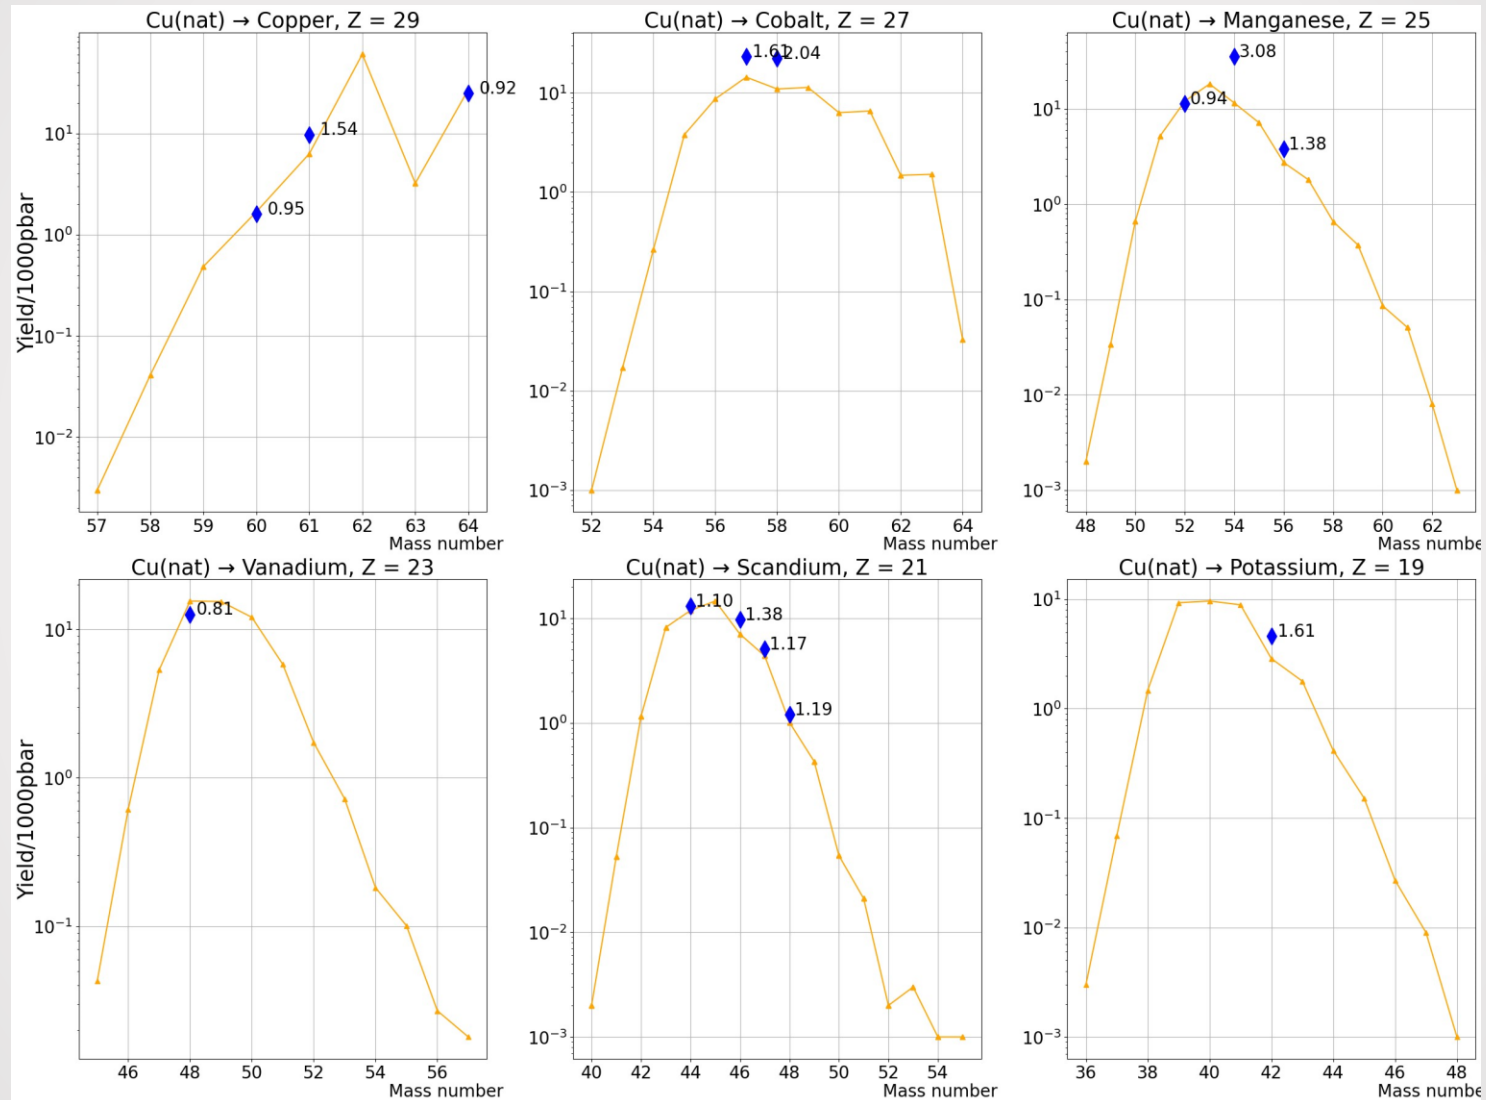 Cu(nat) → Copper, Z = 29
Yield/1000pbar
10¹
10⁰
10⁻¹
10⁻²
1.54
0.95
0.92
57 58 59 60 61 62 63 64
Mass number
Cu(nat) → Cobalt, Z = 27
10¹
10⁰
10⁻¹
10⁻²
10⁻³
1.61
2.04
52 54 56 58 60 62 64
Mass number
Cu(nat) → Manganese, Z = 25
10¹
10⁰
10⁻¹
10⁻²
10⁻³
3.08
0.94
1.38
48 50 52 54 56 58 60 62
Mass numbe
Cu(nat) → Vanadium, Z = 23
Yield/1000pbar
10¹
10⁰
10⁻¹
0.81
46 48 50 52 54 56
Mass number
Cu(nat) → Scandium, Z = 21
10¹
10⁰
10⁻¹
10⁻²
10⁻³
1.10
1.38
1.17
1.19
40 42 44 46 48 50 52 54
Mass number
Cu(nat) → Potassium, Z = 19
10¹
10⁰
10⁻¹
10⁻²
10⁻³
1.61
36 38 40 42 44 46 48
Mass number